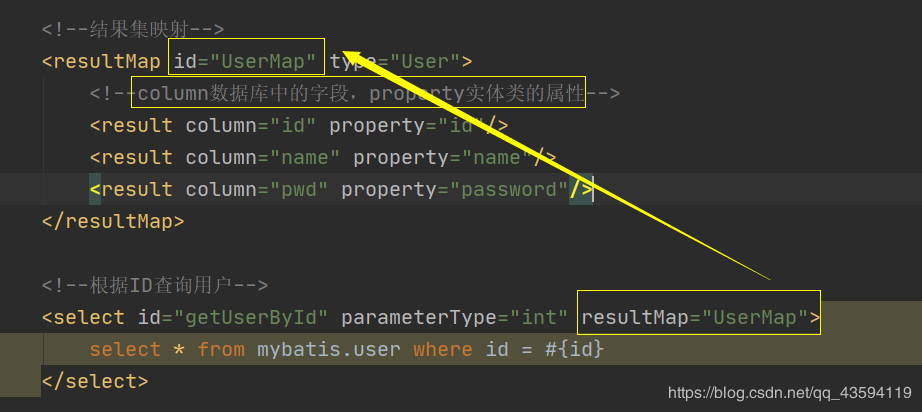 <!--结果集映射-->
<resultMap id="UserMap" type="User">
<!--column数据库中的字段，property实体类的属性-->
<result column="id" property="id"/>
<result column="name" property="name"/>
<result column="pwd" property="password"/>
</resultMap>
<!--根据ID查询用户-->
<select id="getUserById" parameterType="int" resultMap="UserMap">
select * from mybatis.user where id = #{id}
</select>
https://blog.csdn.net/qq_43594119